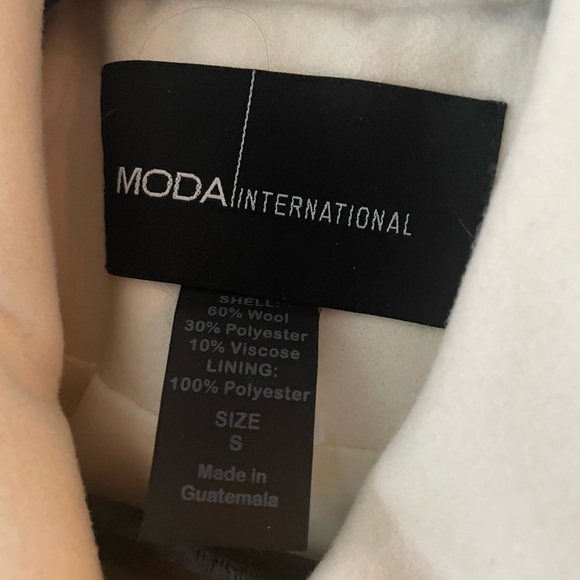 MODA INTERNATIONAL
SHELL:
60% Wool
30% Polyester
10% Viscose
LINING:
100% Polyester
SIZE
S
Made in
Guatemala